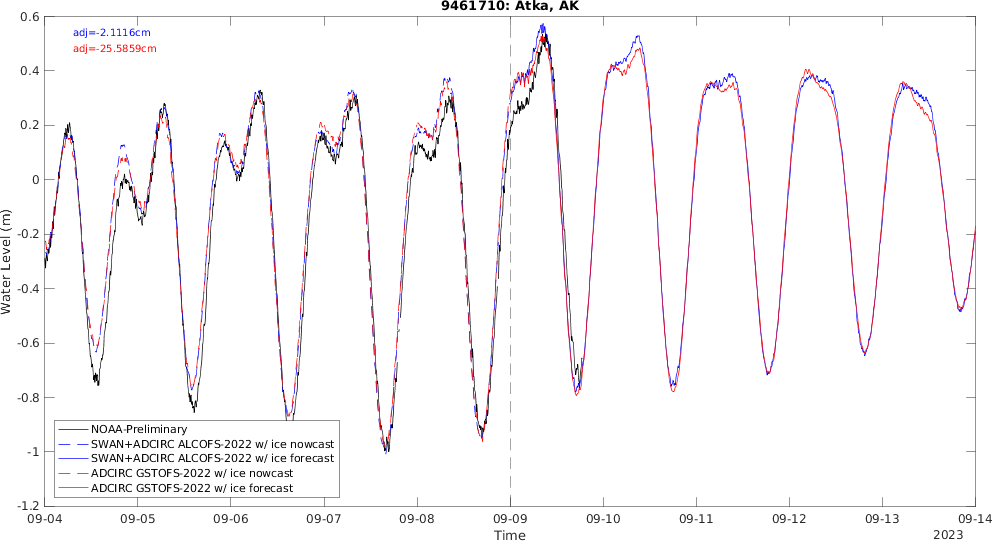 9461710: Atka, AK
adj=-2.1116cm
adj=-25.5859cm
0.6
0.4
0.2
0
-0.2
-0.4
-0.6
-0.8
-1
-1.2
Water Level (m)
NOAA-Preliminary
SWAN+ADCIRC ALCOFS-2022 w/ ice nowcast
SWAN+ADCIRC ALCOFS-2022 w/ ice forecast
ADCIRC GSTOFS-2022 w/ ice nowcast
ADCIRC GSTOFS-2022 w/ ice forecast
09-04 09-05 09-06 09-07 09-08 09-09 09-10 09-11 09-12 09-13 09-14
Time
2023